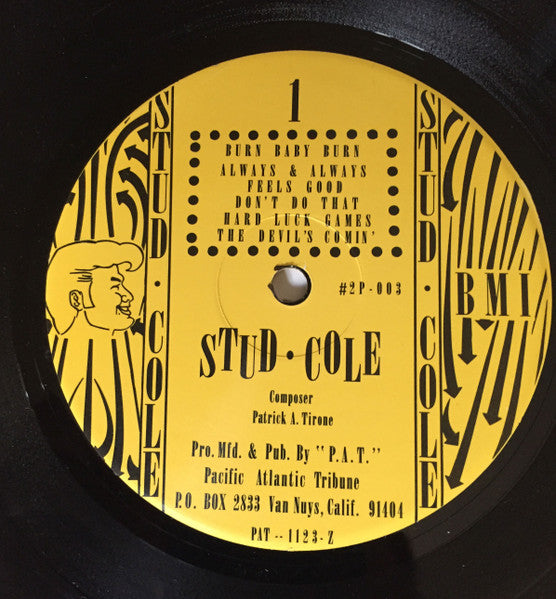 1
BURN BABY BURN
ALWAYS & ALWAYS
FEELS GOOD
DON'T DO THAT
HARD LUCK GAMES
THE DEVIL'S COMIN'
#2P-003
STUD · COLE
STUD · COLE
BMI
STUD · COLE
Composer
Patrick A. Tirone
Pro. Mfd. & Pub. By "P.A.T."
Pacific Atlantic Tribune
P.O. BOX 2833 Van Nuys, Calif. 91404
PAT -- 1123-Z